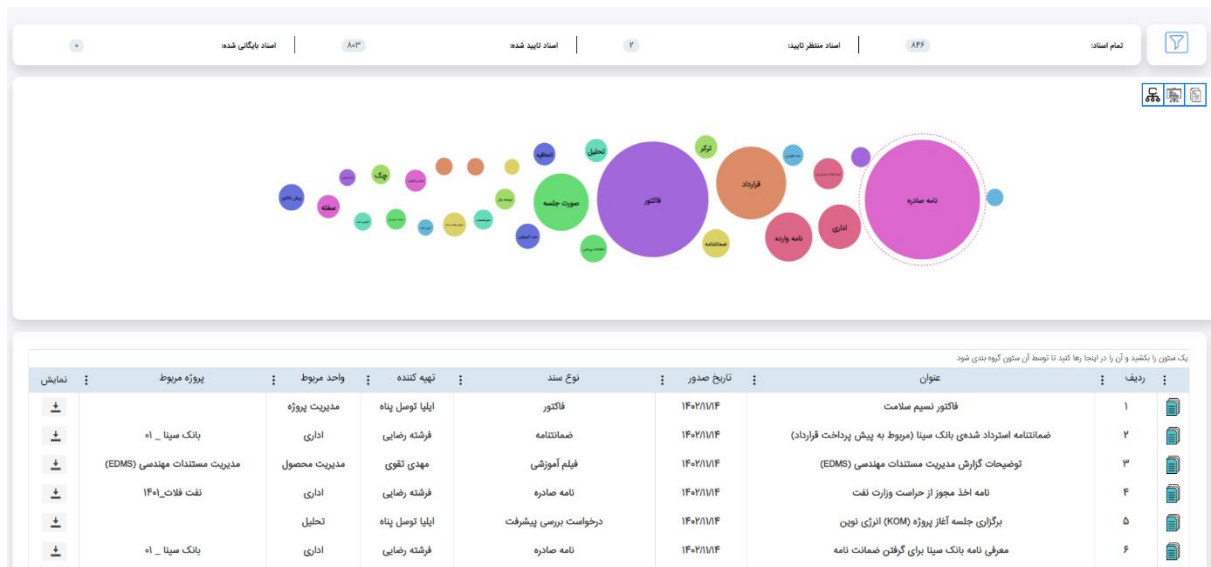 تمام اسناد: ۸۴۶ اسناد منتظر تایید: ۲ اسناد تایید شده: ۸۰۳ اسناد بایگانی شده: ۰
ترکر
تحلیل
الحاقیه
چک
قرارداد
فاکتور
نامه صادره
صورت جلسه
سفته
اداری
نامه وارده
ضمانتنامه
یک ستون را بکشید و آن را در اینجا رها کنید تا توسط آن ستون گروه بندی شود
ردیف عنوان تاریخ صدور نوع سند تهیه کننده واحد مربوط پروژه مربوط نمایش
۱ فاکتور نسیم سلامت ۱۴۰۲/۱۱/۱۴ فاکتور ایلیا توسل پناه مدیریت پروژه
۲ ضمانتنامه استرداد شده‌ی بانک سینا (مربوط به پیش پرداخت قرارداد) ۱۴۰۲/۱۱/۱۴ ضمانتنامه فرشته رضایی اداری بانک سینا _ ۰۱
۳ توضیحات گزارش مدیریت مستندات مهندسی (EDMS) ۱۴۰۲/۱۱/۱۴ فیلم آموزشی مهدی تقوی مدیریت محصول مدیریت مستندات مهندسی (EDMS)
۴ نامه اخذ مجوز از حراست وزارت نفت ۱۴۰۲/۱۱/۱۴ نامه صادره فرشته رضایی اداری نفت فلات_۱۴۰۱
۵ برگزاری جلسه آغاز پروژه (KOM) انرژی نوین ۱۴۰۲/۱۱/۱۴ درخواست بررسی پیشرفت ایلیا توسل پناه تحلیل
۶ معرفی نامه بانک سینا برای گرفتن ضمانت نامه ۱۴۰۲/۱۱/۱۴ نامه صادره فرشته رضایی اداری بانک سینا _ ۰۱